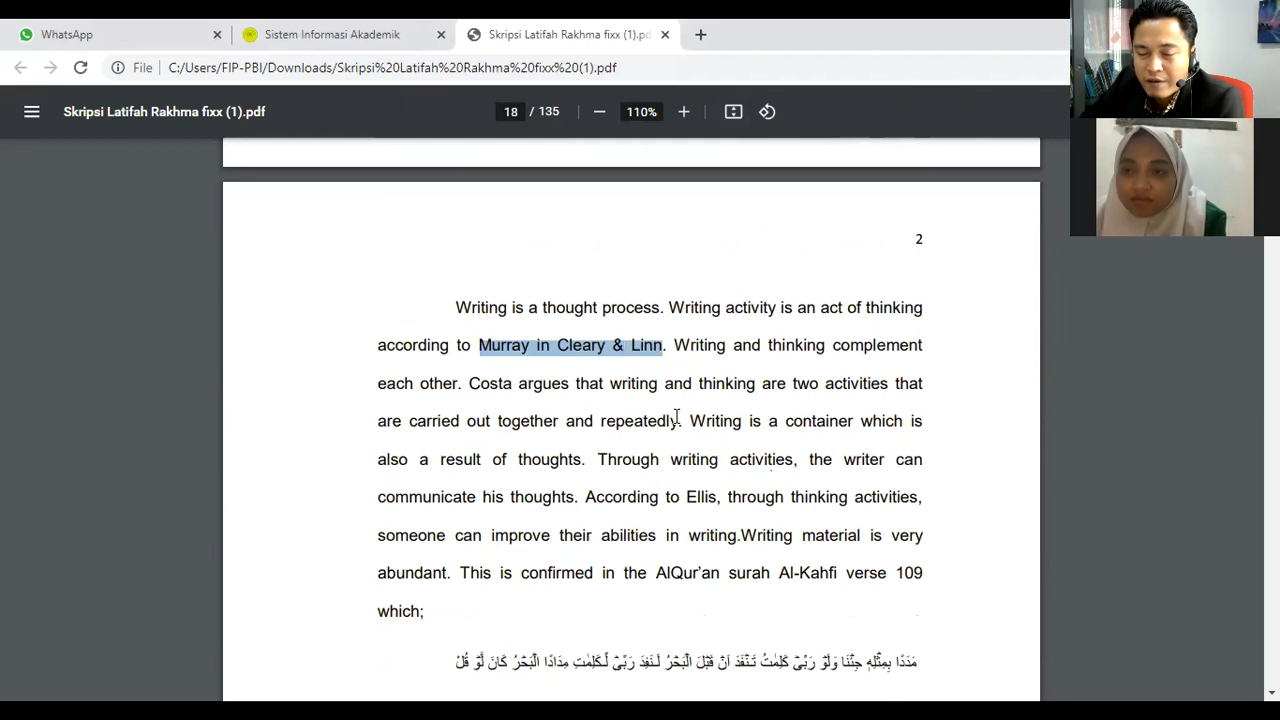 WhatsApp
Sistem Informasi Akademik
Skripsi Latifah Rakhma fixx (1).pd
File
C:/Users/FIP-PBI/Downloads/Skripsi%20Latifah%20Rakhma%20fixx%20(1).pdf
Skripsi Latifah Rakhma fixx (1).pdf
18 / 135
110%
2
Writing is a thought process. Writing activity is an act of thinking
according to Murray in Cleary & Linn. Writing and thinking complement
each other. Costa argues that writing and thinking are two activities that
are carried out together and repeatedly. Writing is a container which is
also a result of thoughts. Through writing activities, the writer can
communicate his thoughts. According to Ellis, through thinking activities,
someone can improve their abilities in writing.Writing material is very
abundant. This is confirmed in the AlQur’an surah Al-Kahfi verse 109
which;
مَدَدًا بِمِثْلِهٖ جِئْنَا وَلَوْ رَبِّيْ كَلِمٰتُ تَنْفَدَ اَنْ قَبْلَ الْبَحْرُ لَنَفِدَ رَبِّيْ لِّكَلِمٰتِ مِدَادًا الْبَحْرُ كَانَ لَّوْ قُلْ